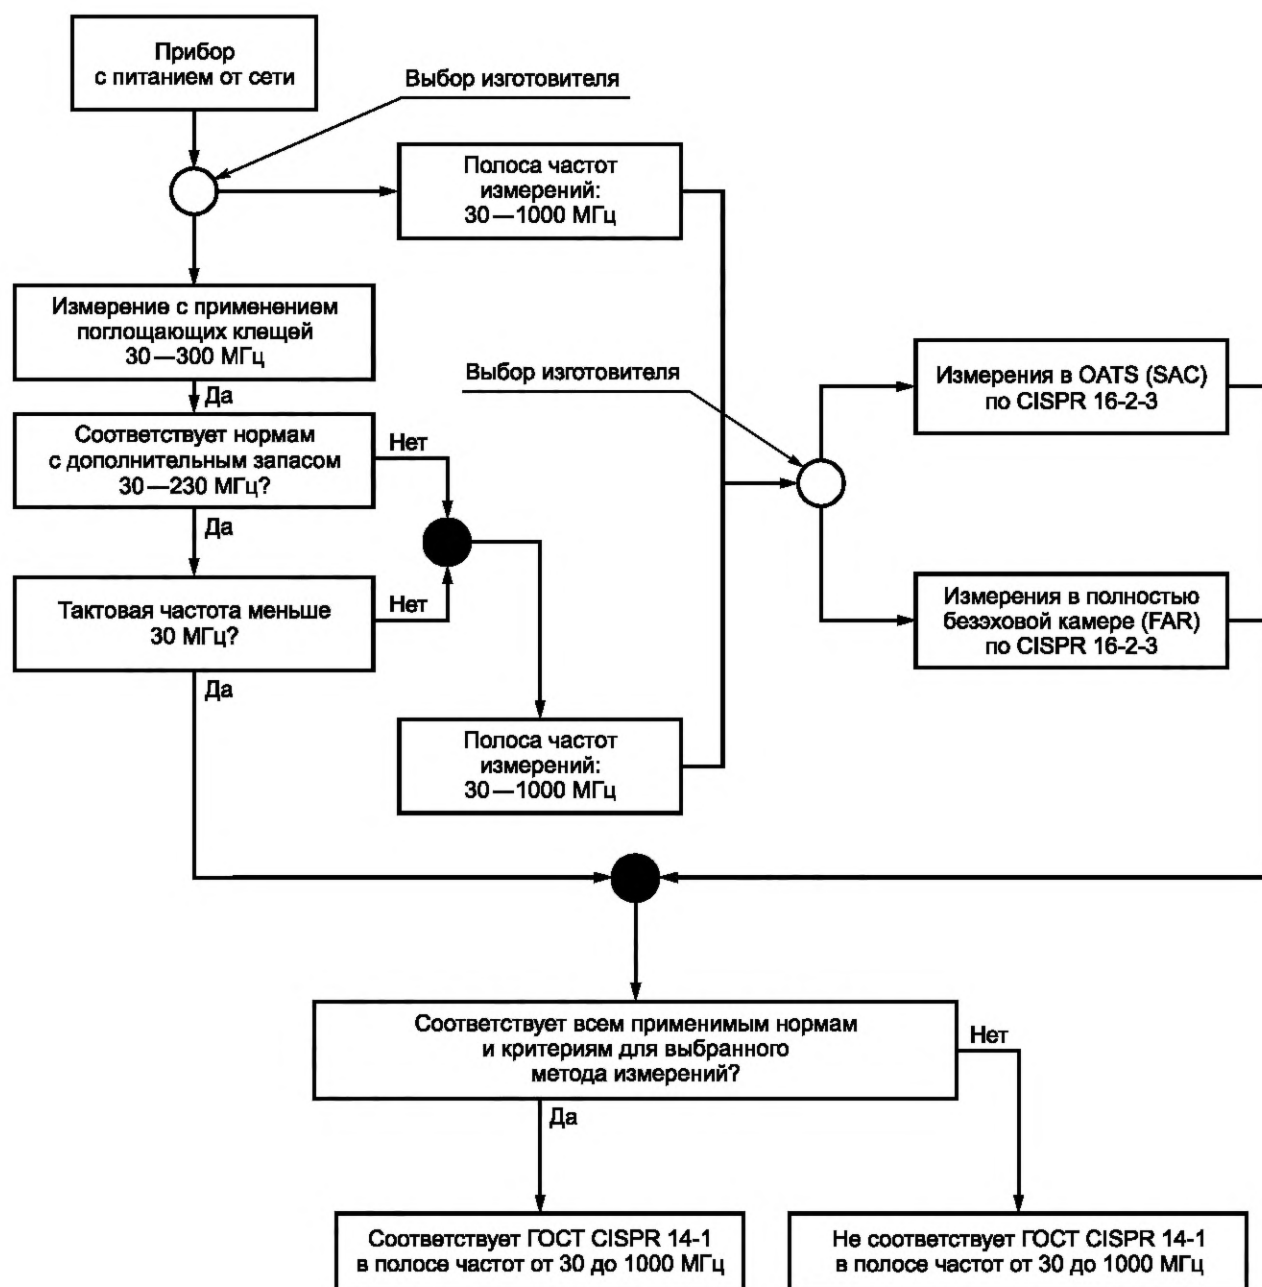 Прибор
с питанием от сети
Выбор изготовителя
Полоса частот
измерений:
30—1000 МГц
Измерение с применением
поглощающих клещей
30—300 МГц
Да
Соответствует нормам
с дополнительным запасом
30—230 МГц?
Нет
Да
Тактовая частота меньше
30 МГц?
Нет
Да
Полоса частот
измерений:
30—1000 МГц
Выбор изготовителя
Измерения в OATS (SAC)
по CISPR 16-2-3
Измерения в полностью
безэховой камере (FAR)
по CISPR 16-2-3
Соответствует всем применимым нормам
и критериям для выбранного
метода измерений?
Нет
Да
Соответствует ГОСТ CISPR 14-1
в полосе частот от 30 до 1000 МГц
Не соответствует ГОСТ CISPR 14-1
в полосе частот от 30 до 1000 МГц